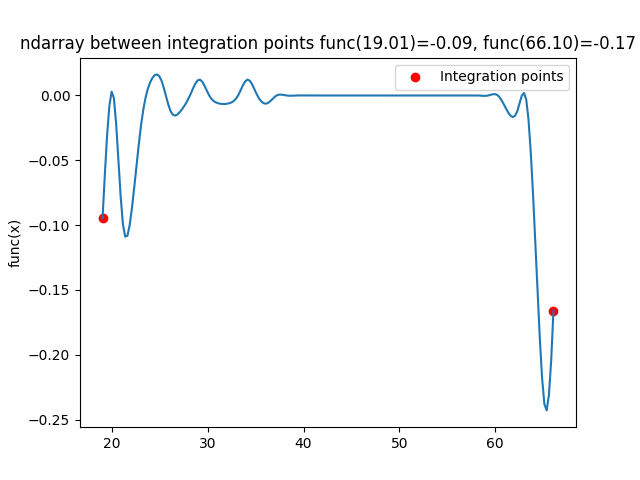 ndarray between integration points func(19.01)=-0.09, func(66.10)=-0.17
Integration points
func(x)
0.00
−0.05
−0.10
−0.15
−0.20
−0.25
20 30 40 50 60